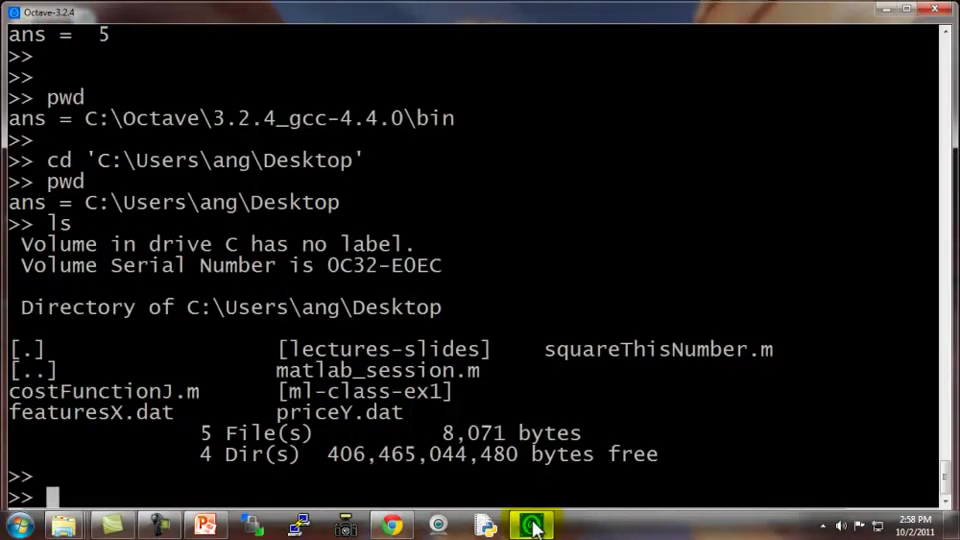 Octave-3.2.4
ans =  5
>>
>>
>> pwd
ans = C:\Octave\3.2.4_gcc-4.4.0\bin
>>
>> cd 'C:\Users\ang\Desktop'
>> pwd
ans = C:\Users\ang\Desktop
>> ls
Volume in drive C has no label.
Volume Serial Number is 0C32-E0EC
Directory of C:\Users\ang\Desktop
[.] [lectures-slides] squareThisNumber.m
[..] matlab_session.m
costFunctionJ.m [ml-class-ex1]
featuresX.dat priceY.dat
5 File(s) 8,071 bytes
4 Dir(s) 406,465,044,480 bytes free
>>
>>
2:58 PM
10/2/2011